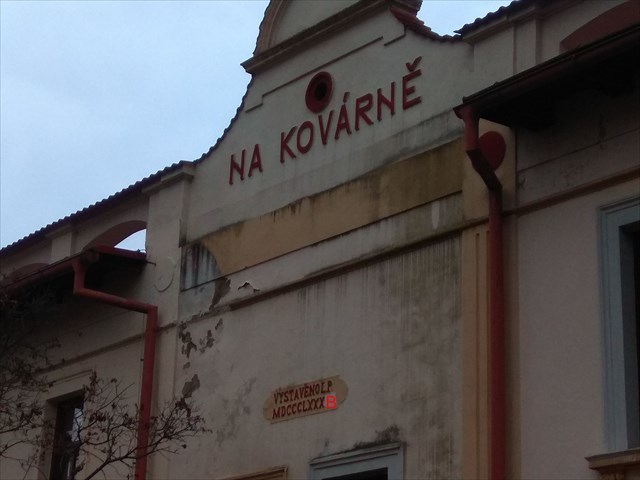 NA KOVÁRNĚ
VYSTAVĚNO L.P.
MDCCCLXXX